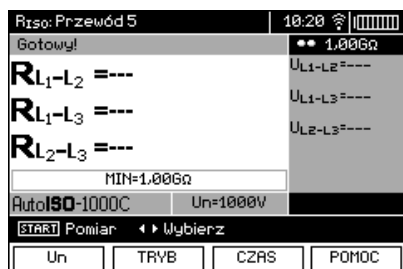 RISO: Przewód 5 10:20
Gotowy! 1,00GΩ
RL1-L2 =--- UL1-L2=---
RL1-L3 =--- UL1-L3=---
RL2-L3 =--- UL2-L3=---
MIN=1,00GΩ
AutoISO-1000C Un=1000V
START Pomiar Wybierz
Un TRYB CZAS POMOC